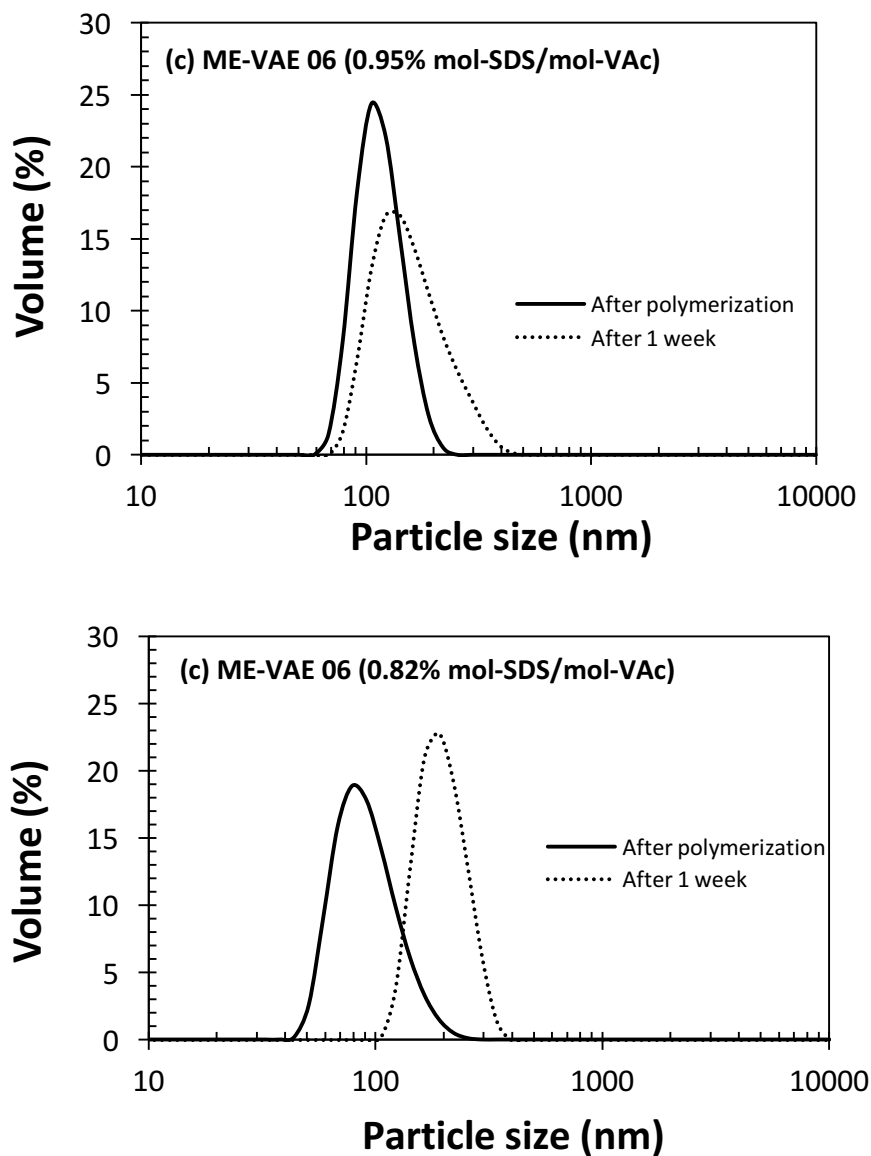 30
(c) ME-VAE 06 (0.95% mol-SDS/mol-VAc)
25
20
Volume (%)
15
10
After polymerization
After 1 week
5
0
10
100
1000
10000
Particle size (nm)
30
(c) ME-VAE 06 (0.82% mol-SDS/mol-VAc)
25
20
Volume (%)
15
After polymerization
After 1 week
10
5
0
10
100
1000
10000
Particle size (nm)